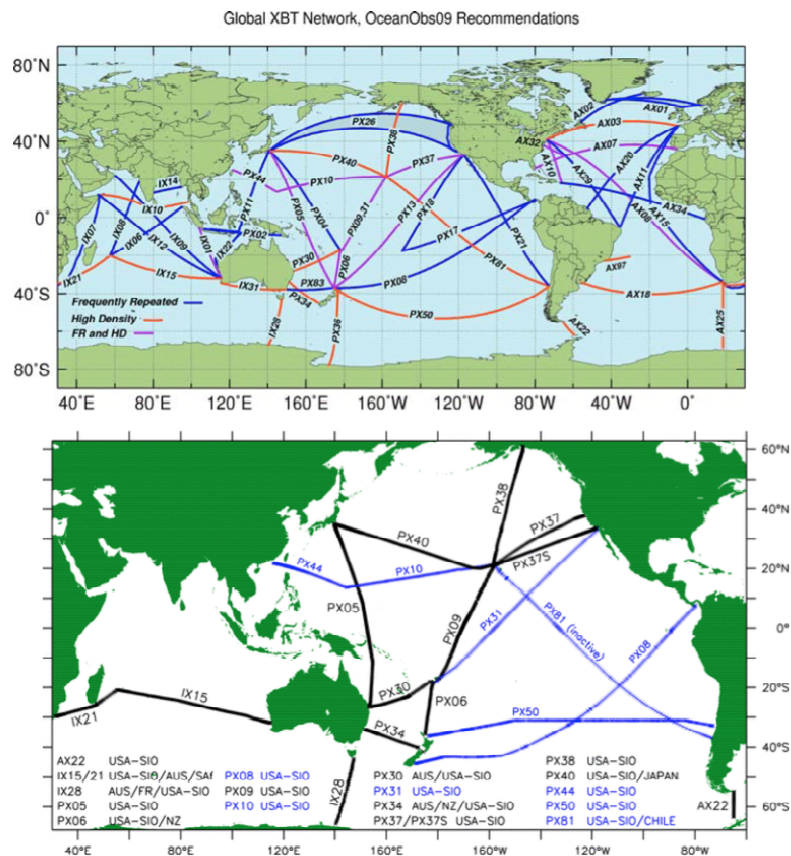 Global XBT Network, OceanObs09 Recommendations
80°N
40°N
0°
40°S
80°S
AX02
AX01
PX26
PX38
AX32
AX03
PX40
PX37
AX07
AX10
AX20
AX11
PX44
PX10
AX29
IX14
PX05
PX04
PX09,31
PX13
PX18
AX34
IX10
PX11
AX15
AX08
IX07
IX08
IX06
IX12
IX09
IX22
PX02
PX17
PX21
PX30
PX06
PX81
AX97
IX21
IX15
IX31
PX83
PX08
AX18
Frequently Repeated
PX34
High Density
PX50
FR and HD
IX28
PX36
AX22
AX25
40°E 80°E 120°E 160°E 160°W 120°W 80°W 40°W 0°
60°N
40°N
20°N
0°
20°S
40°S
60°S
PX38
PX40
PX37
PX37S
PX44
PX10
PX05
PX09
PX31
PX81 (inactive)
PX08
IX15
PX30
PX06
IX21
PX34
PX50
IX28
AX22
AX22 USA-SIO PX38 USA-SIO
IX15/21 USA-SIO/AUS/SAf PX08 USA-SIO PX30 AUS/USA-SIO PX40 USA-SIO/JAPAN
IX28 AUS/FR/USA-SIO PX09 USA-SIO PX31 USA-SIO PX44 USA-SIO
PX05 USA-SIO PX10 USA-SIO PX34 AUS/NZ/USA-SIO PX50 USA-SIO
PX06 USA-SIO/NZ PX37/PX37S USA-SIO PX81 USA-SIO/CHILE
40°E 80°E 120°E 160°E 160°W 120°W 80°W